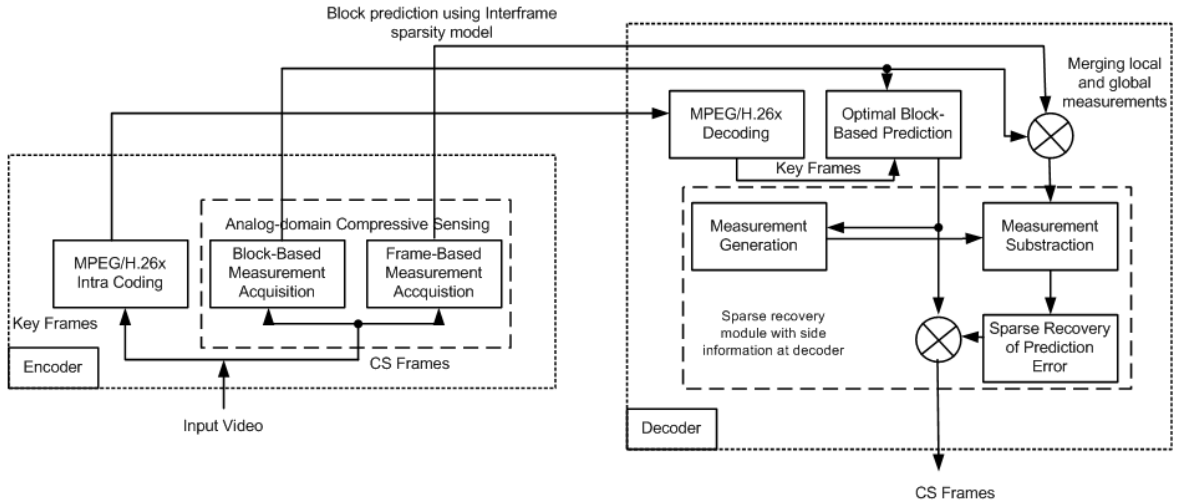 Block prediction using Interframe
sparsity model
Merging local
and global
measurements
MPEG/H.26x
Decoding
Optimal Block-
Based Prediction
Key Frames
Analog-domain Compressive Sensing
MPEG/H.26x
Intra Coding
Block-Based
Measurement
Acquisition
Frame-Based
Measurement
Accquistion
Measurement
Generation
Measurement
Substraction
Key Frames
Encoder
CS Frames
Input Video
Sparse recovery
module with side
information at decoder
Sparse Recovery
of Prediction
Error
Decoder
CS Frames